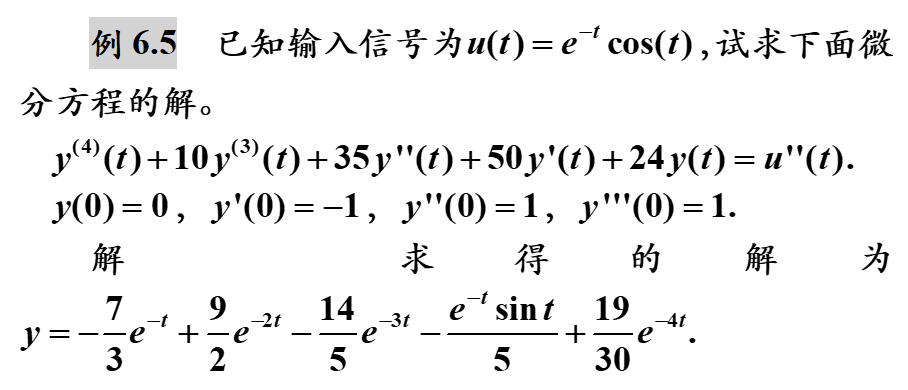 例 6.5 已知输入信号为u(t) = e^{-t} cos(t) ,试求下面微
分方程的解。
y^{(4)}(t) + 10y^{(3)}(t) + 35y''(t) + 50y'(t) + 24y(t) = u''(t).
y(0) = 0 , y'(0) = −1 , y''(0) = 1 , y'''(0) = 1.
解 求 得 的 解 为
y = −\frac{7}{3}e^{-t} + \frac{9}{2}e^{-2t} − \frac{14}{5}e^{-3t} − \frac{e^{-t} sin t}{5} + \frac{19}{30}e^{-4t}.